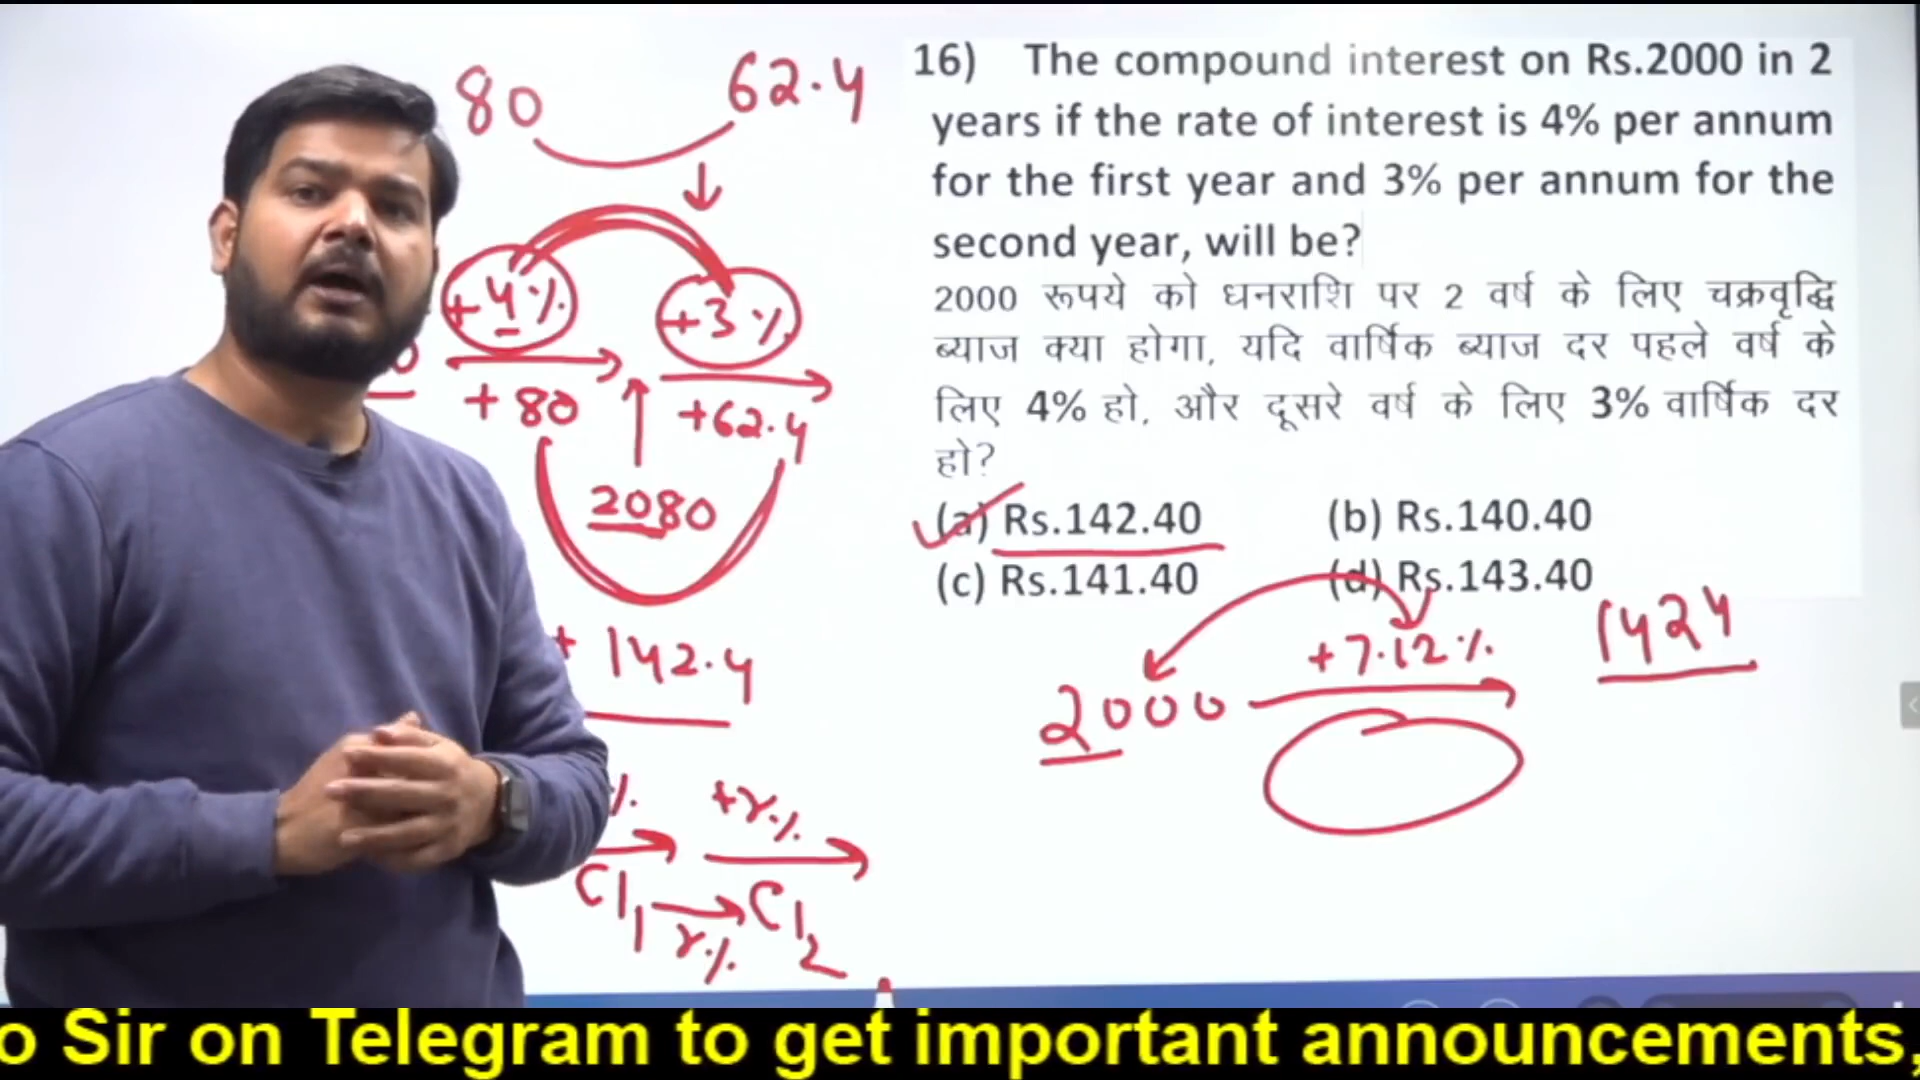 80
62.4
+4%
+3%
+80
+62.4
2080
+ 142.4
%
+r%
CI1
CI2
r%
16) The compound interest on Rs.2000 in 2
years if the rate of interest is 4% per annum
for the first year and 3% per annum for the
second year, will be?
2000 रूपये को धनराशि पर 2 वर्ष के लिए चक्रवृद्धि
ब्याज क्या होगा, यदि वार्षिक ब्याज दर पहले वर्ष के
लिए 4% हो, और दूसरे वर्ष के लिए 3% वार्षिक दर
हो?
(a) Rs.142.40 (b) Rs.140.40
(c) Rs.141.40 (d) Rs.143.40
2000
+7.12%
1424
o Sir on Telegram to get important announcements,